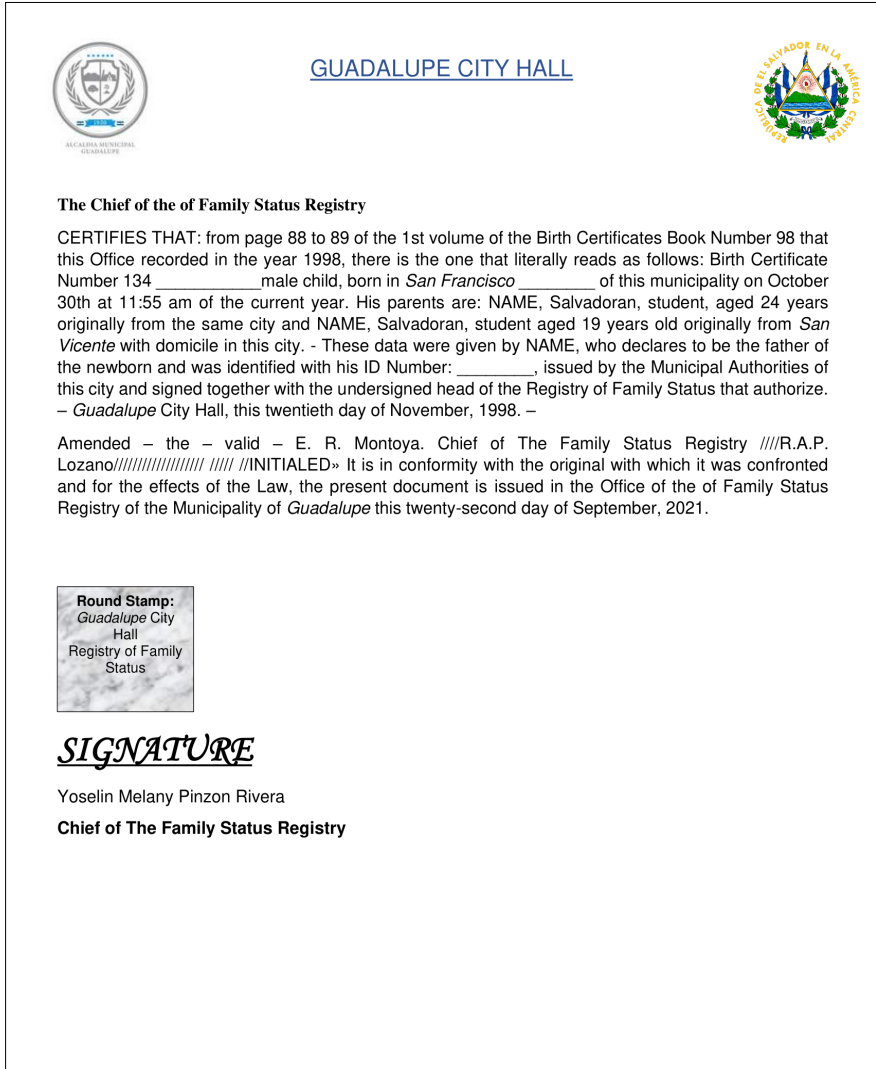 GUADALUPE CITY HALL
ALCALDIA MUNICIPAL
GUADALUPE
REPÚBLICA DE EL SALVADOR EN LA AMÉRICA CENTRAL
The Chief of the of Family Status Registry
CERTIFIES THAT: from page 88 to 89 of the 1st volume of the Birth Certificates Book Number 98 that
this Office recorded in the year 1998, there is the one that literally reads as follows: Birth Certificate
Number 134 ___________male child, born in San Francisco ________ of this municipality on October
30th at 11:55 am of the current year. His parents are: NAME, Salvadoran, student, aged 24 years
originally from the same city and NAME, Salvadoran, student aged 19 years old originally from San
Vicente with domicile in this city. - These data were given by NAME, who declares to be the father of
the newborn and was identified with his ID Number: ________, issued by the Municipal Authorities of
this city and signed together with the undersigned head of the Registry of Family Status that authorize.
– Guadalupe City Hall, this twentieth day of November, 1998. –
Amended – the – valid – E. R. Montoya. Chief of The Family Status Registry ////R.A.P.
Lozano/////////////////// ///// //INITIALED» It is in conformity with the original with which it was confronted
and for the effects of the Law, the present document is issued in the Office of the of Family Status
Registry of the Municipality of Guadalupe this twenty-second day of September, 2021.
Round Stamp:
Guadalupe City
Hall
Registry of Family
Status
SIGNATURE
Yoselin Melany Pinzon Rivera
Chief of The Family Status Registry